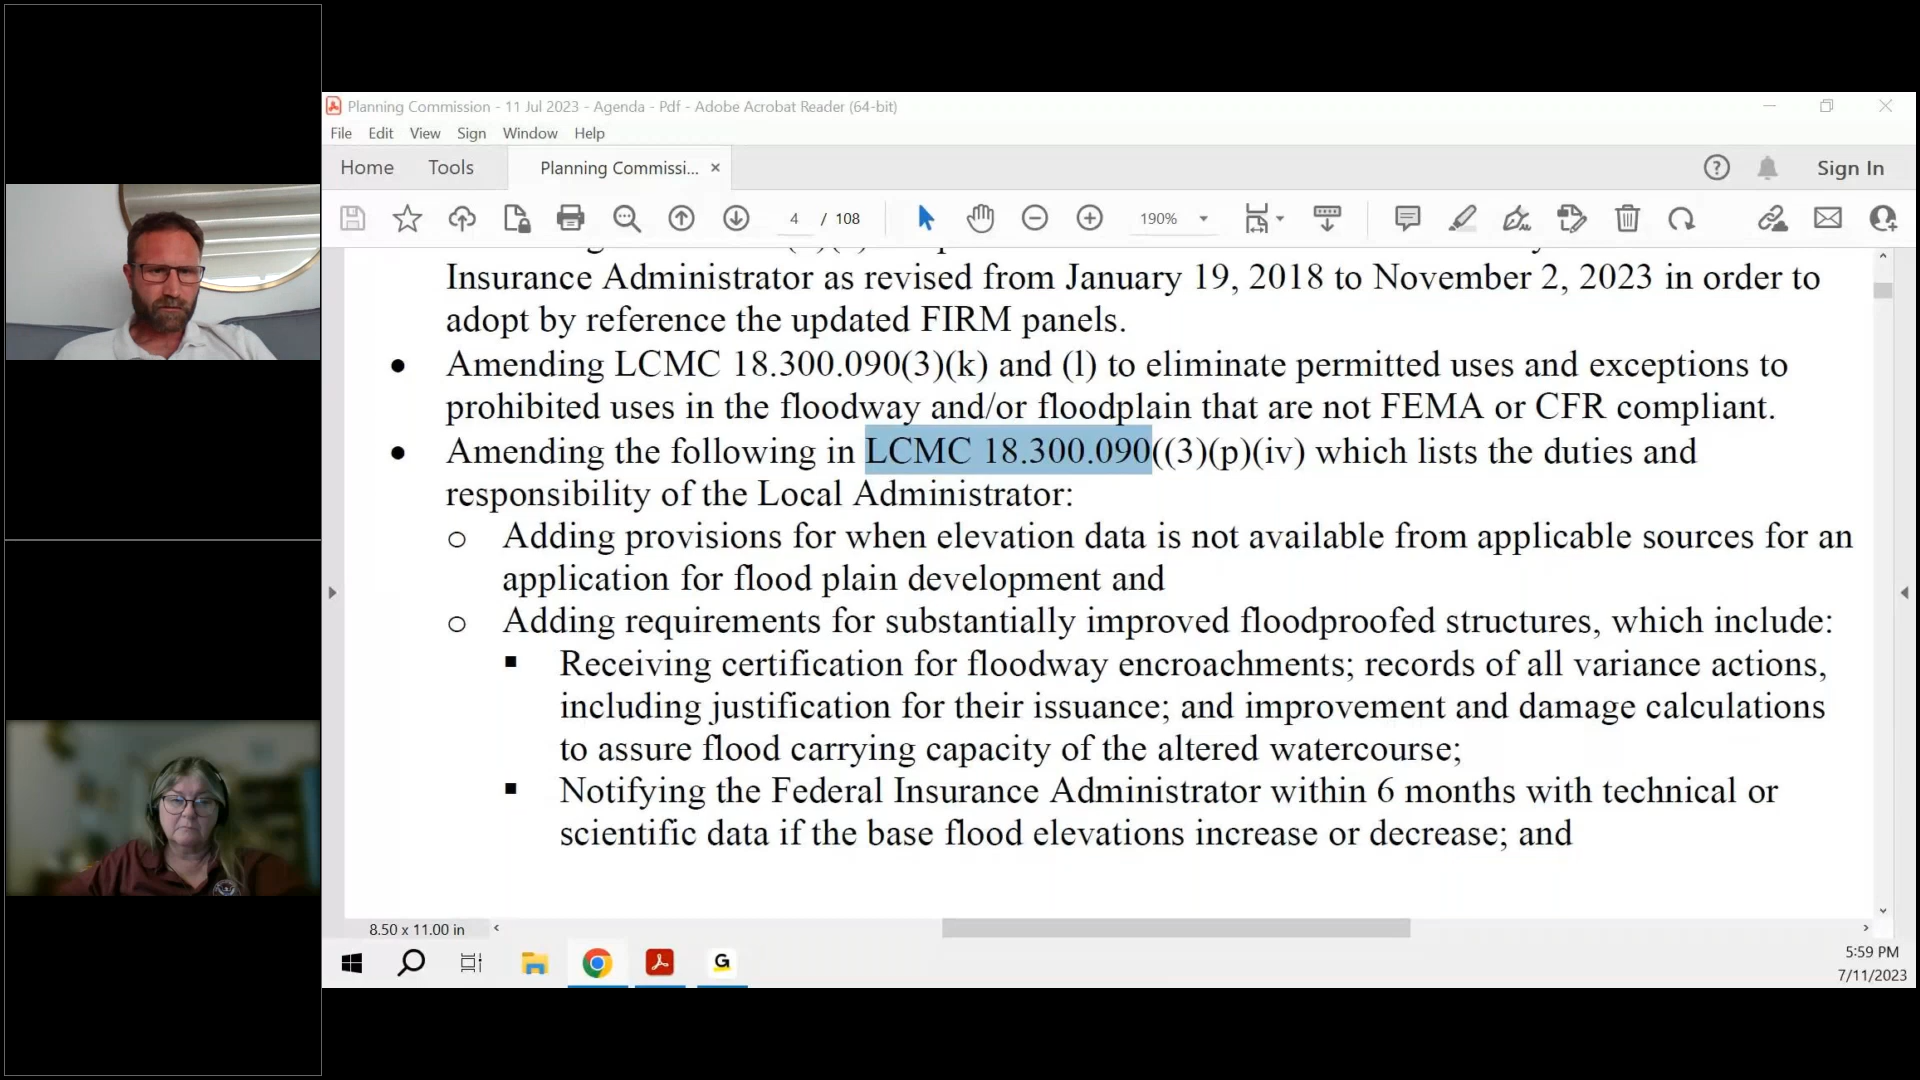 Planning Commission - 11 Jul 2023 - Agenda - Pdf - Adobe Acrobat Reader (64-bit)
File Edit View Sign Window Help
Home Tools Planning Commissi... × Sign In
4 / 108 190%
Insurance Administrator as revised from January 19, 2018 to November 2, 2023 in order to
adopt by reference the updated FIRM panels.
• Amending LCMC 18.300.090(3)(k) and (l) to eliminate permitted uses and exceptions to
prohibited uses in the floodway and/or floodplain that are not FEMA or CFR compliant.
• Amending the following in LCMC 18.300.090((3)(p)(iv) which lists the duties and
responsibility of the Local Administrator:
o Adding provisions for when elevation data is not available from applicable sources for an
application for flood plain development and
o Adding requirements for substantially improved floodproofed structures, which include:
▪ Receiving certification for floodway encroachments; records of all variance actions,
including justification for their issuance; and improvement and damage calculations
to assure flood carrying capacity of the altered watercourse;
▪ Notifying the Federal Insurance Administrator within 6 months with technical or
scientific data if the base flood elevations increase or decrease; and
8.50 x 11.00 in
G
5:59 PM
7/11/2023